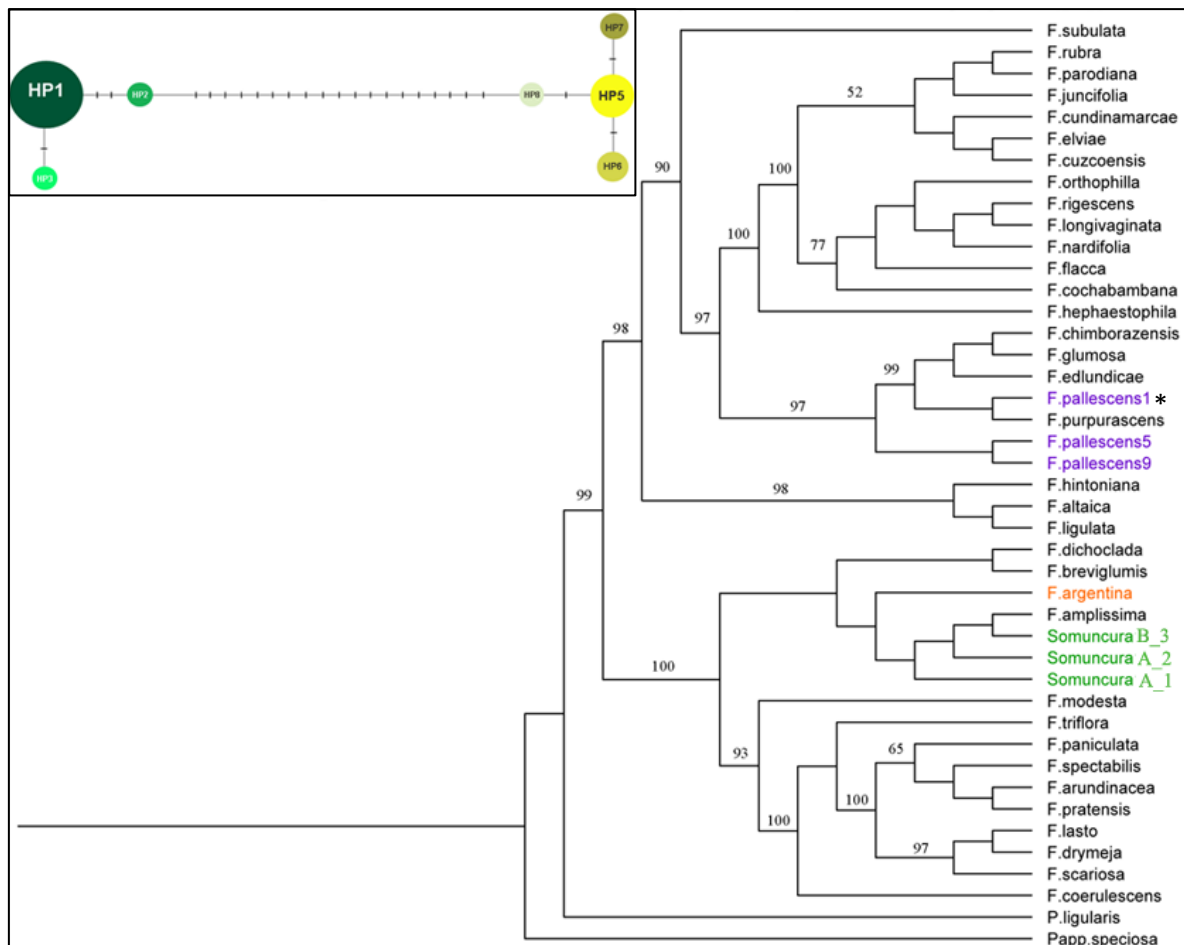 HP7
HP1
HP2
HP8
HP5
HP3
HP6
F.subulata
F.rubra
F.parodiana
52
F.juncifolia
F.cundinamarcae
F.elviae
90
100
F.cuzcoensis
F.orthophilla
F.rigescens
F.longivaginata
100
77
F.nardifolia
F.flacca
F.cochabambana
F.hephaestophila
98
97
F.chimborazensis
F.glumosa
99
F.edlundicae
F.pallescens1 *
97
F.purpurascens
F.pallescens5
F.pallescens9
F.hintoniana
99
98
F.altaica
F.ligulata
F.dichoclada
F.breviglumis
F.argentina
F.amplissima
Somuncura B_3
Somuncura A_2
100
Somuncura A_1
F.modesta
F.triflora
93
65
F.paniculata
F.spectabilis
F.arundinacea
100
100
F.pratensis
F.lasto
97
F.drymeja
F.scariosa
F.coerulescens
P.ligularis
Papp.speciosa